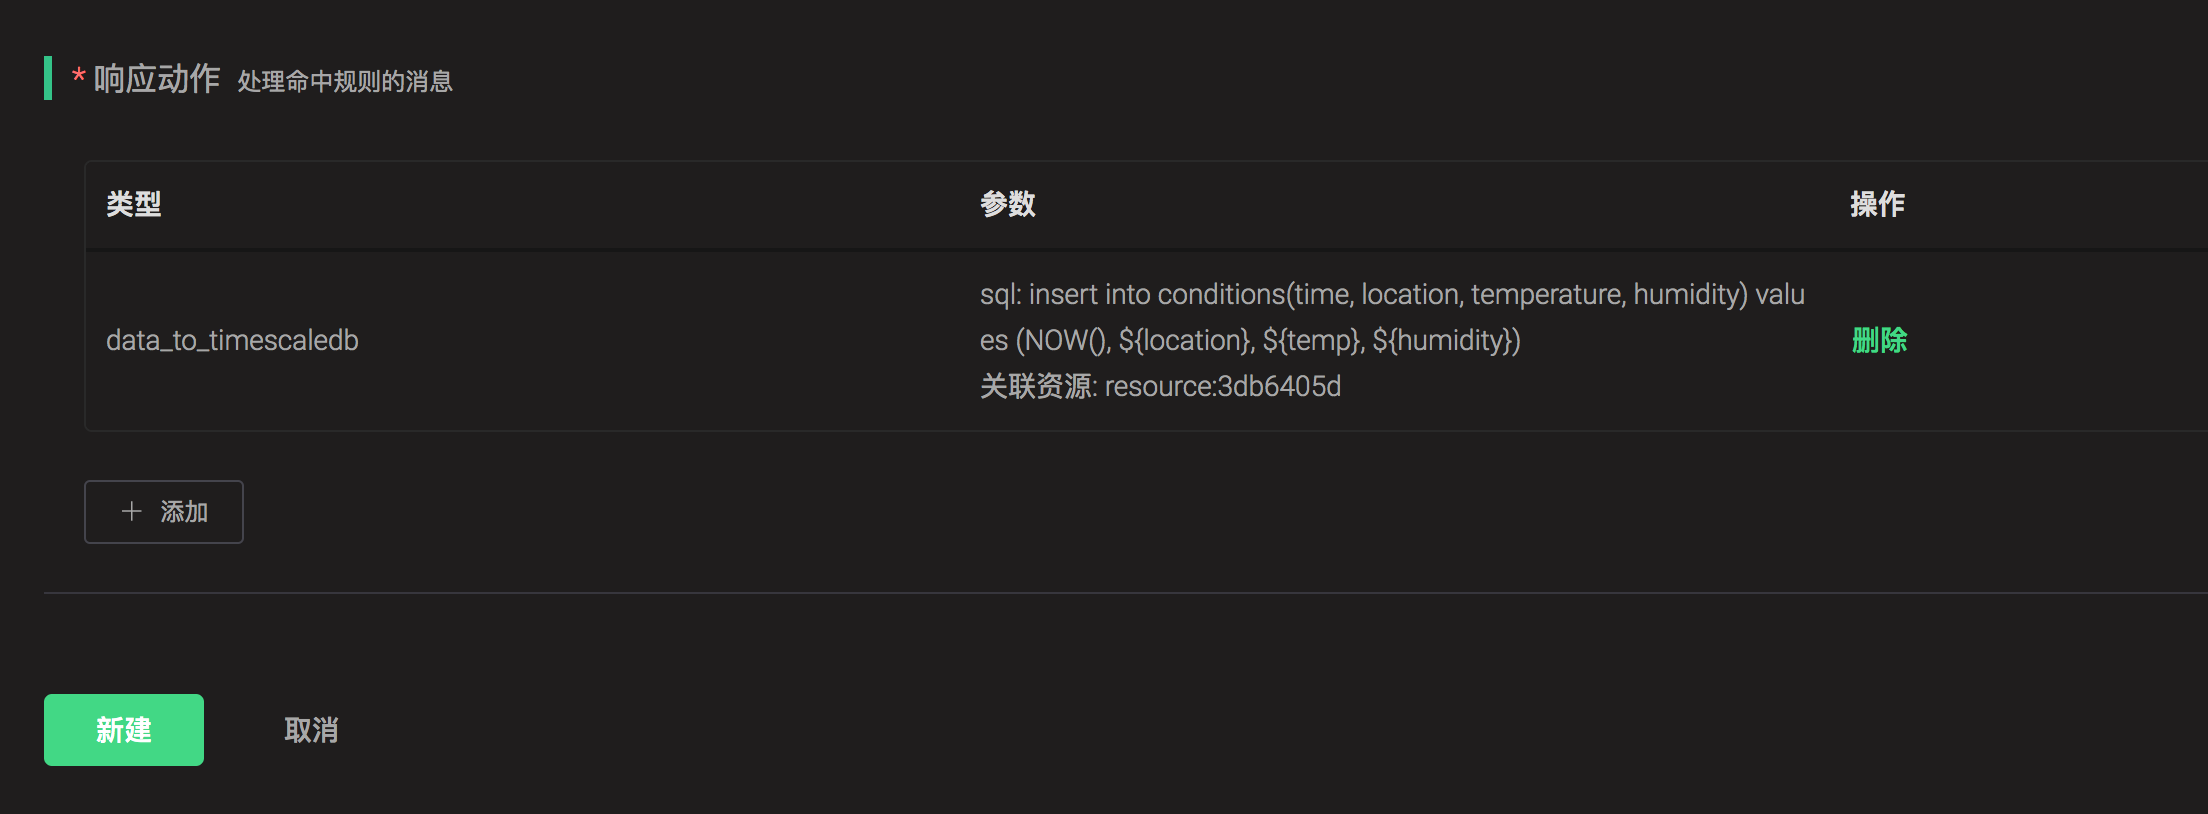 * 响应动作 处理命中规则的消息
类型 参数 操作
sql: insert into conditions(time, location, temperature, humidity) valu
data_to_timescaledb es (NOW(), ${location}, ${temp}, ${humidity}) 删除
关联资源: resource:3db6405d
+ 添加
新建 取消